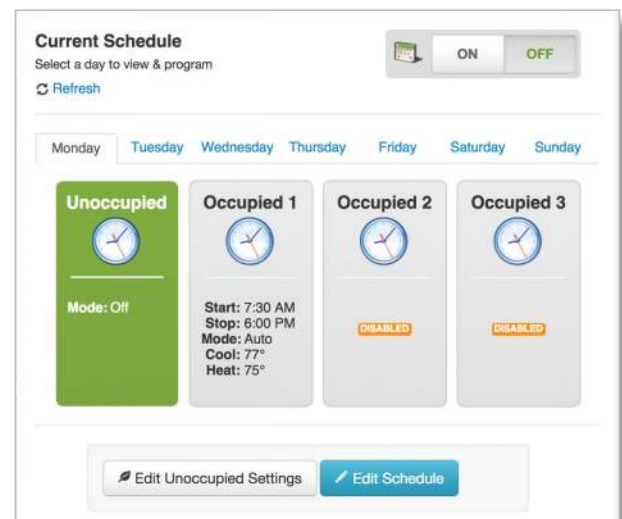 Current Schedule
Select a day to view & program
Refresh
ON OFF
Monday Tuesday Wednesday Thursday Friday Saturday Sunday
Unoccupied
Mode: Off
Occupied 1
Start: 7:30 AM
Stop: 6:00 PM
Mode: Auto
Cool: 77°
Heat: 75°
Occupied 2
DISABLED
Occupied 3
DISABLED
Edit Unoccupied Settings
Edit Schedule